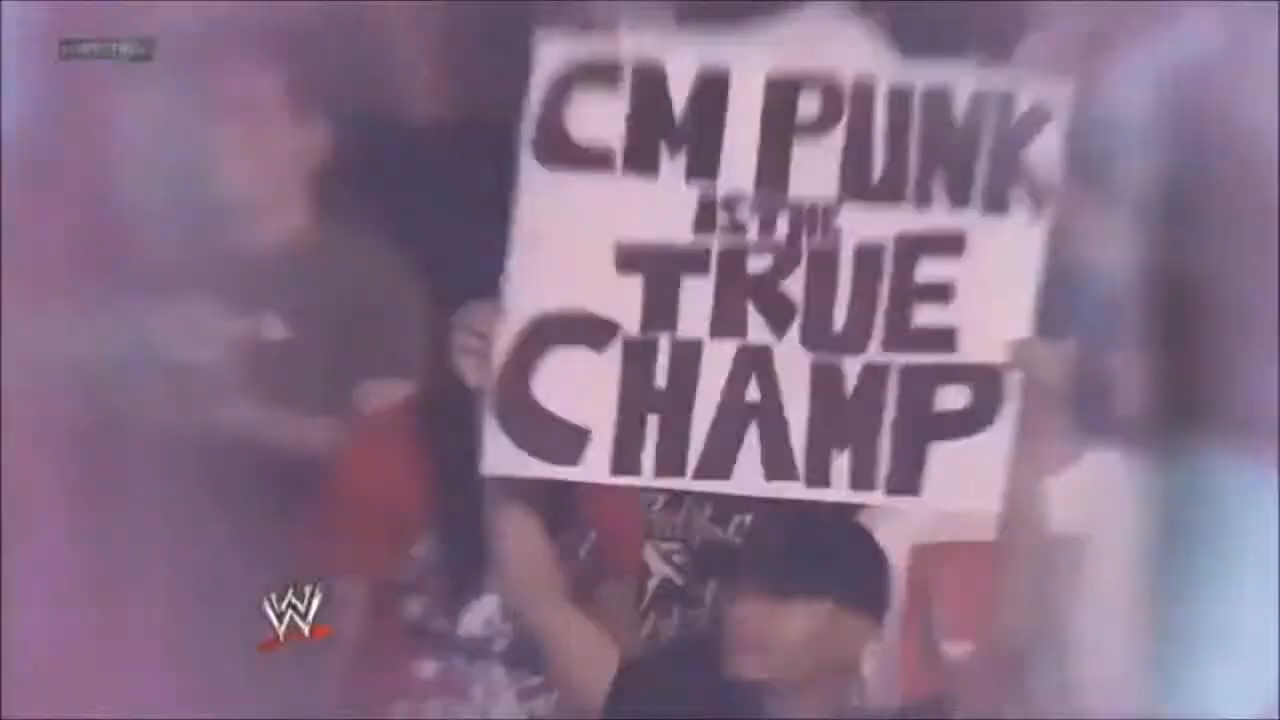 CM PUNK
IS THE
TRUE
CHAMP
W